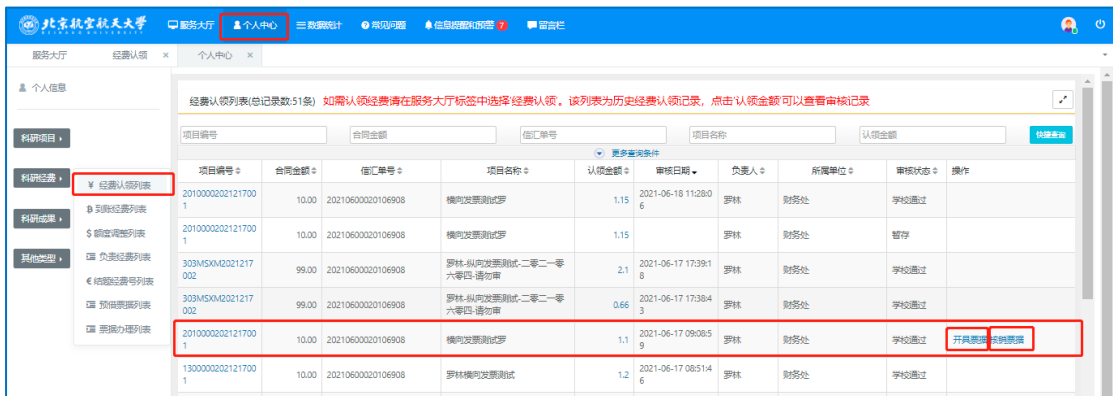 北京航空航天大学 服务大厅 个人中心 数据统计 常见问题 信息提醒和预警 7 留言栏
服务大厅 经费认领 × 个人中心 ×
个人信息
经费认领列表(总记录数:51条) 如需认领经费请在服务大厅标签中选择'经费认领'。该列表为历史经费认领记录，点击'认领金额'可以查看审核记录
科研项目
项目编号 合同金额 信汇单号 项目名称 认领金额 快捷查询
更多查询条件
科研经费
¥ 经费认领列表
฿ 到账经费列表
$ 额度调整列表
负责经费列表
€ 结题经费号列表
预借票据列表
票据办理列表
科研成果
其他类型
项目编号 合同金额 信汇单号 项目名称 认领金额 审核日期 负责人 所属单位 审核状态 操作
2010000202121700 10.00 20210600020106908 横向发票测试罗 1.15 2021-06-18 11:28:0 罗林 财务处 学校通过
1 6
2010000202121700 10.00 20210600020106908 横向发票测试罗 1.15 罗林 财务处 暂存
1
303MSXM2021217 99.00 20210600020106908 罗林-纵向发票测试-二零二一零 2.1 2021-06-17 17:39:1 罗林 财务处 学校通过
002 六零四-请勿审 8
303MSXM2021217 99.00 20210600020106908 罗林-纵向发票测试-二零二一零 0.66 2021-06-17 17:38:4 罗林 财务处 学校通过
002 六零四-请勿审 3
2010000202121700 10.00 20210600020106908 横向发票测试罗 1.1 2021-06-17 09:08:5 罗林 财务处 学校通过 开具票据 核销票据
1 9
1300000202121700 10.00 20210600020106908 罗林横向发票测试 1.2 2021-06-17 08:51:4 罗林 财务处 学校通过
1 6